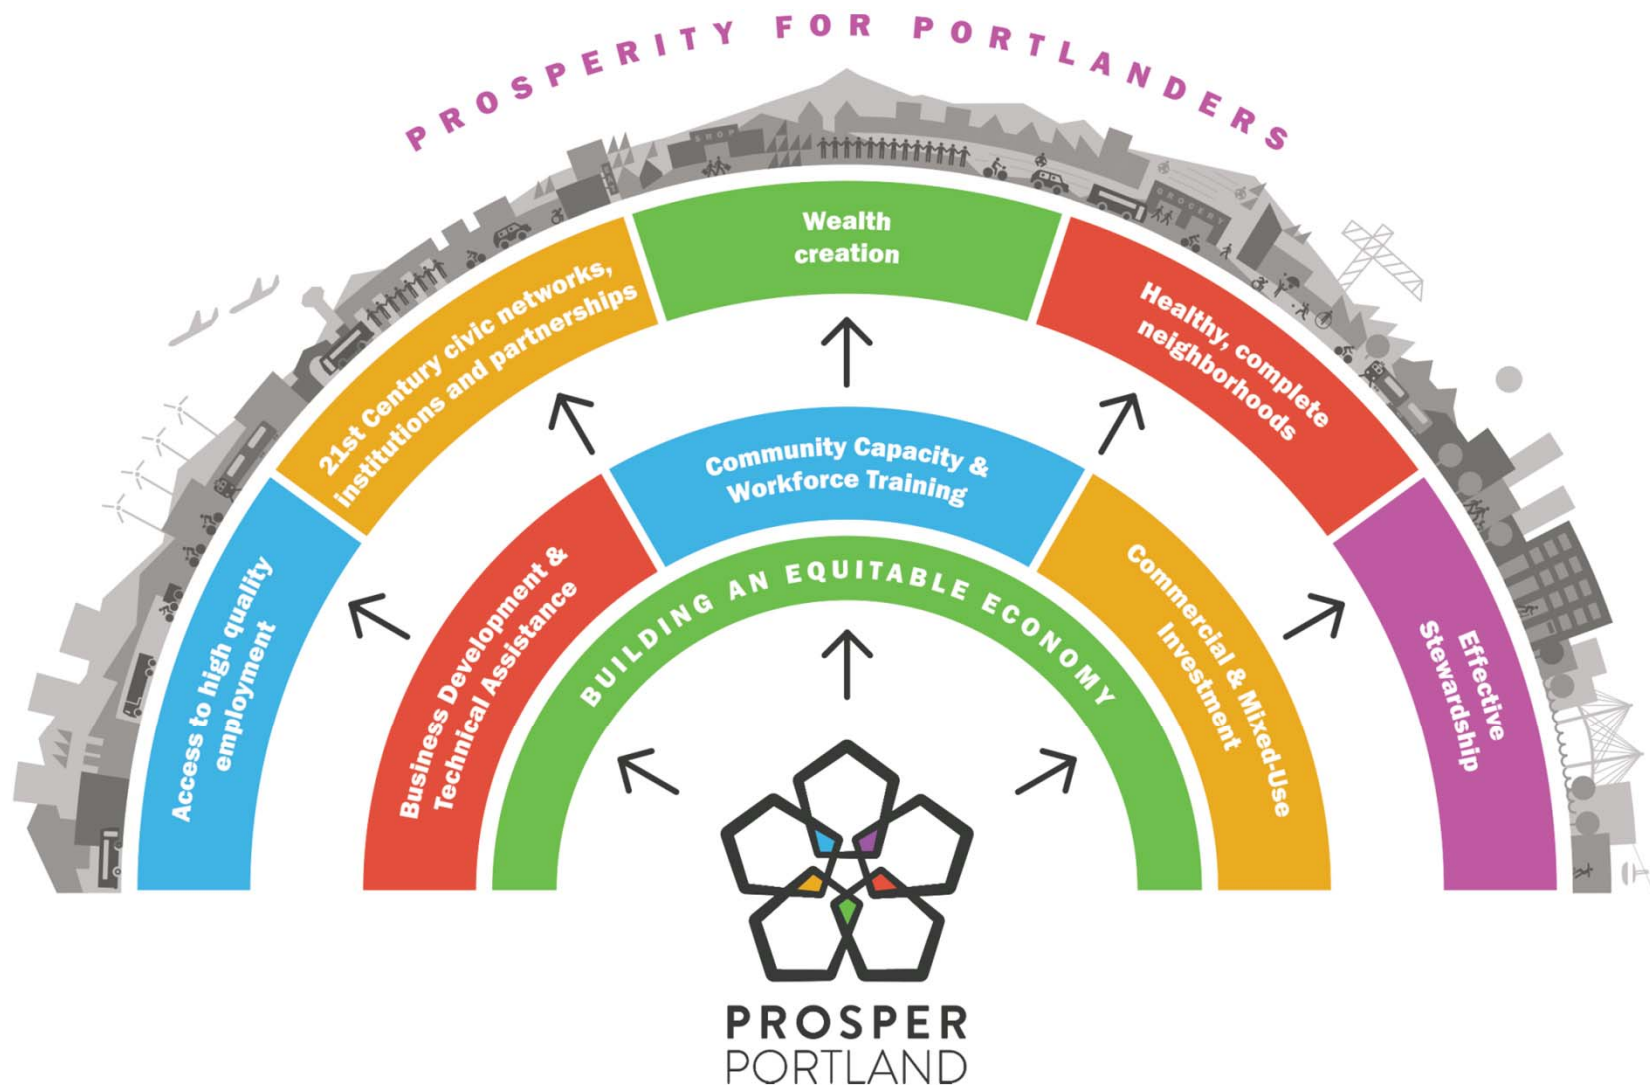 PROSPERITY FOR PORTLANDERS
SHOP
GROCERY
Wealth
creation
21st Century civic networks,
institutions and partnerships
Healthy, complete
neighborhoods
Access to high quality
employment
Effective
Stewardship
Community Capacity &
Workforce Training
Business Development &
Technical Assistance
Commercial & Mixed-Use
Investment
BUILDING AN EQUITABLE ECONOMY
PROSPER
PORTLAND